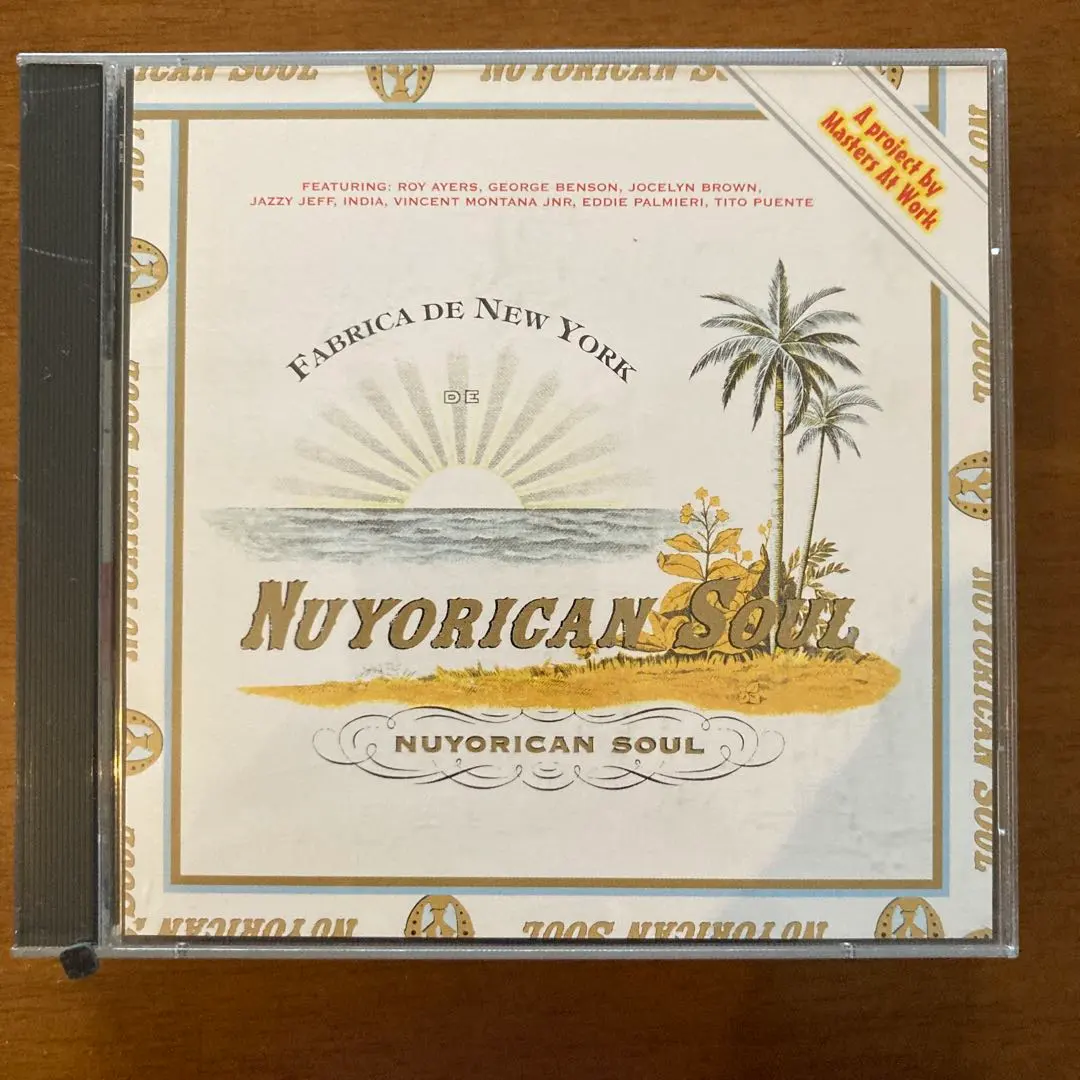 NUYORICAN SOUL
A project by
Masters At Work
FEATURING: ROY AYERS, GEORGE BENSON, JOCELYN BROWN,
JAZZY JEFF, INDIA, VINCENT MONTANA JNR, EDDIE PALMIERI, TITO PUENTE
FABRICA DE NEW YORK
DE
NUYORICAN SOUL
NUYORICAN SOUL
NUYORICAN SOUL
NUYORICAN SOUL
NUYORICAN SOUL
NUYORICAN SOUL